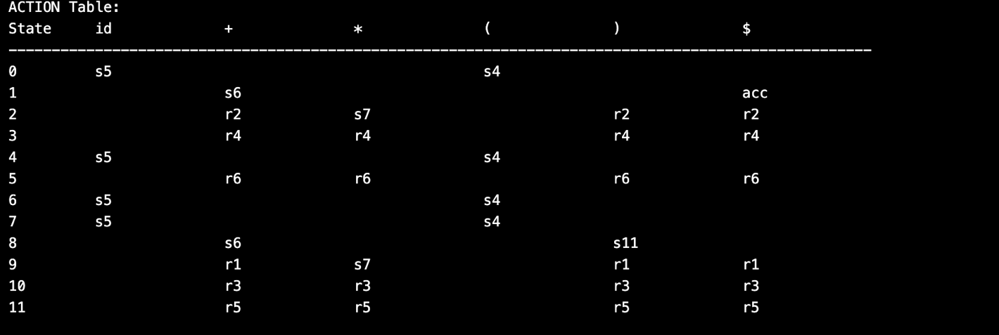 ACTION Table:
State id + * ( ) $
----------------------------------------------------------------------------------------------------
0 s5 s4
1 s6 acc
2 r2 s7 r2 r2
3 r4 r4 r4 r4
4 s5 s4
5 r6 r6 r6 r6
6 s5 s4
7 s5 s4
8 s6 s11
9 r1 s7 r1 r1
10 r3 r3 r3 r3
11 r5 r5 r5 r5